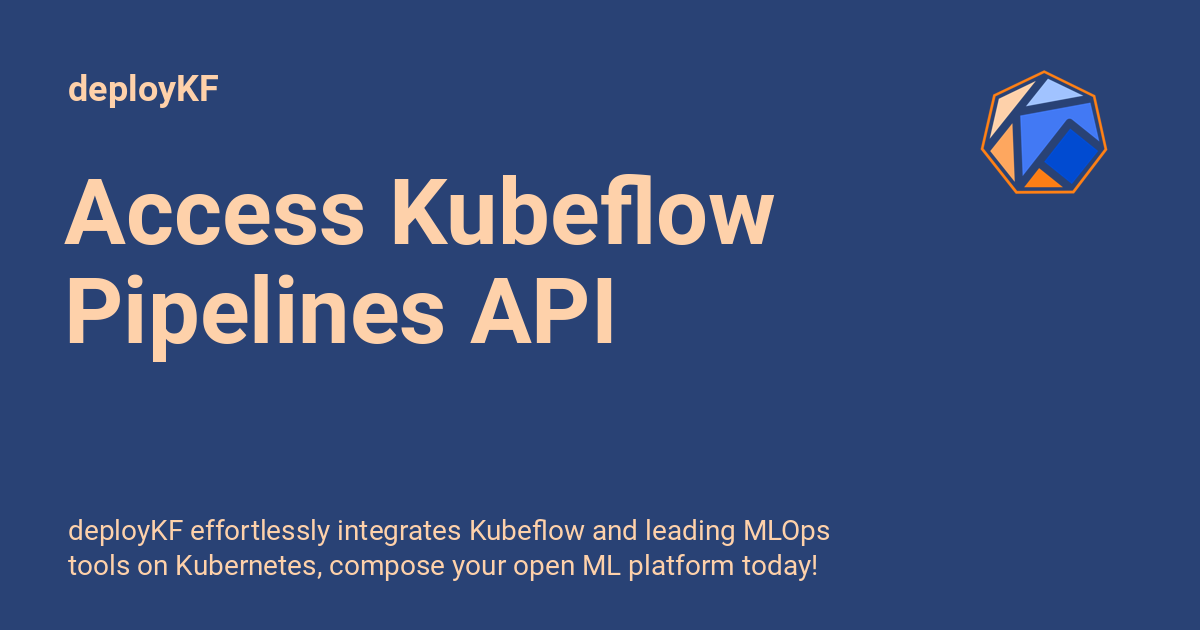 deployKF
Access Kubeflow
Pipelines API
deployKF effortlessly integrates Kubeflow and leading MLOps
tools on Kubernetes, compose your open ML platform today!